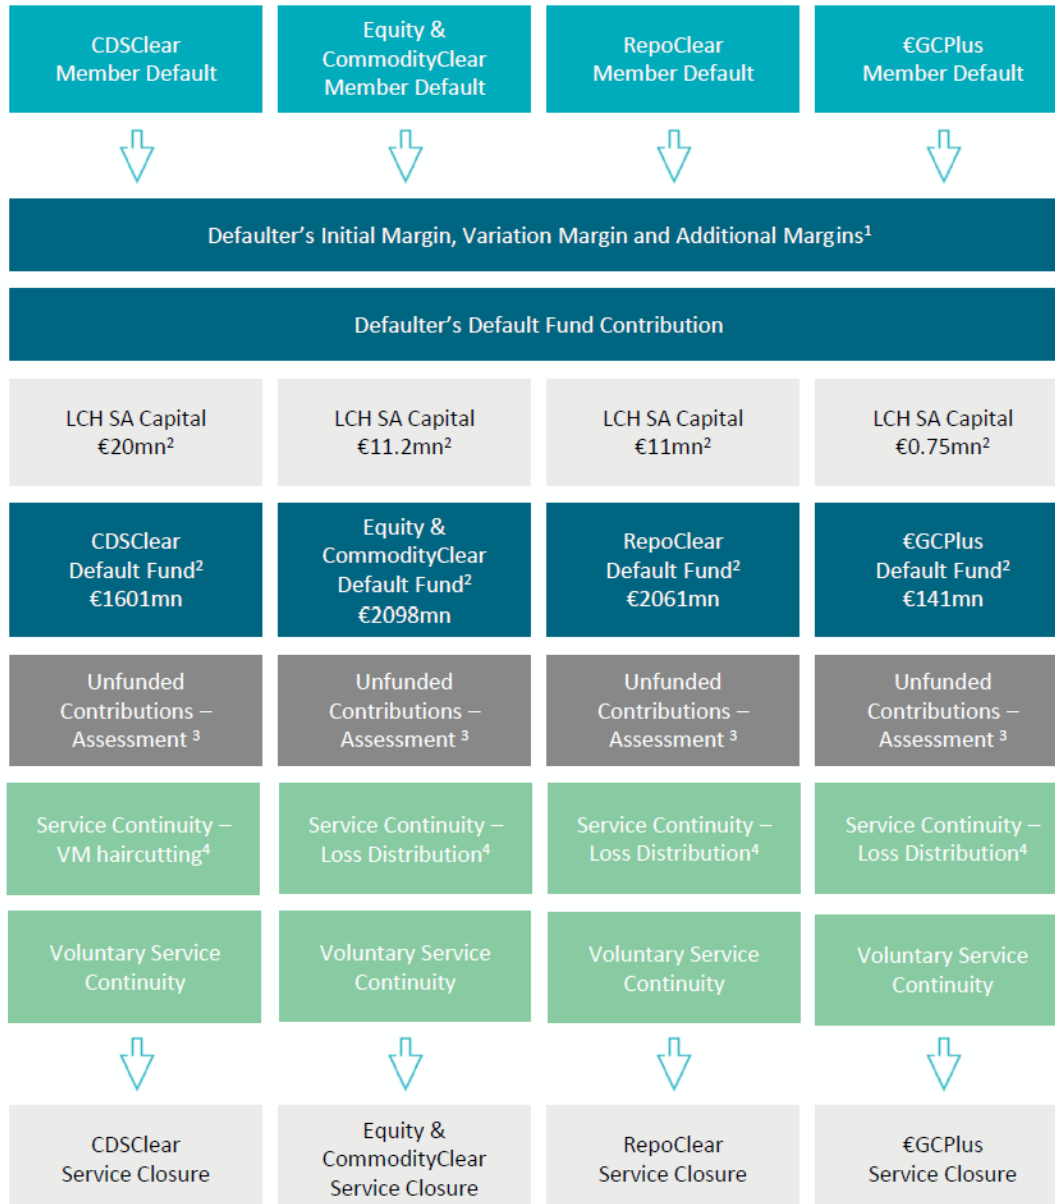 CDSClear
Member Default
Equity &
CommodityClear
Member Default
RepoClear
Member Default
€GCPlus
Member Default
Defaulter's Initial Margin, Variation Margin and Additional Margins¹
Defaulter's Default Fund Contribution
LCH SA Capital
€20mn²
LCH SA Capital
€11.2mn²
LCH SA Capital
€11mn²
LCH SA Capital
€0.75mn²
CDSClear
Default Fund²
€1601mn
Equity &
CommodityClear
Default Fund²
€2098mn
RepoClear
Default Fund²
€2061mn
€GCPlus
Default Fund²
€141mn
Unfunded
Contributions –
Assessment ³
Unfunded
Contributions –
Assessment ³
Unfunded
Contributions –
Assessment ³
Unfunded
Contributions –
Assessment ³
Service Continuity –
VM haircutting⁴
Service Continuity –
Loss Distribution⁴
Service Continuity –
Loss Distribution⁴
Service Continuity –
Loss Distribution⁴
Voluntary Service
Continuity
Voluntary Service
Continuity
Voluntary Service
Continuity
Voluntary Service
Continuity
CDSClear
Service Closure
Equity &
CommodityClear
Service Closure
RepoClear
Service Closure
€GCPlus
Service Closure